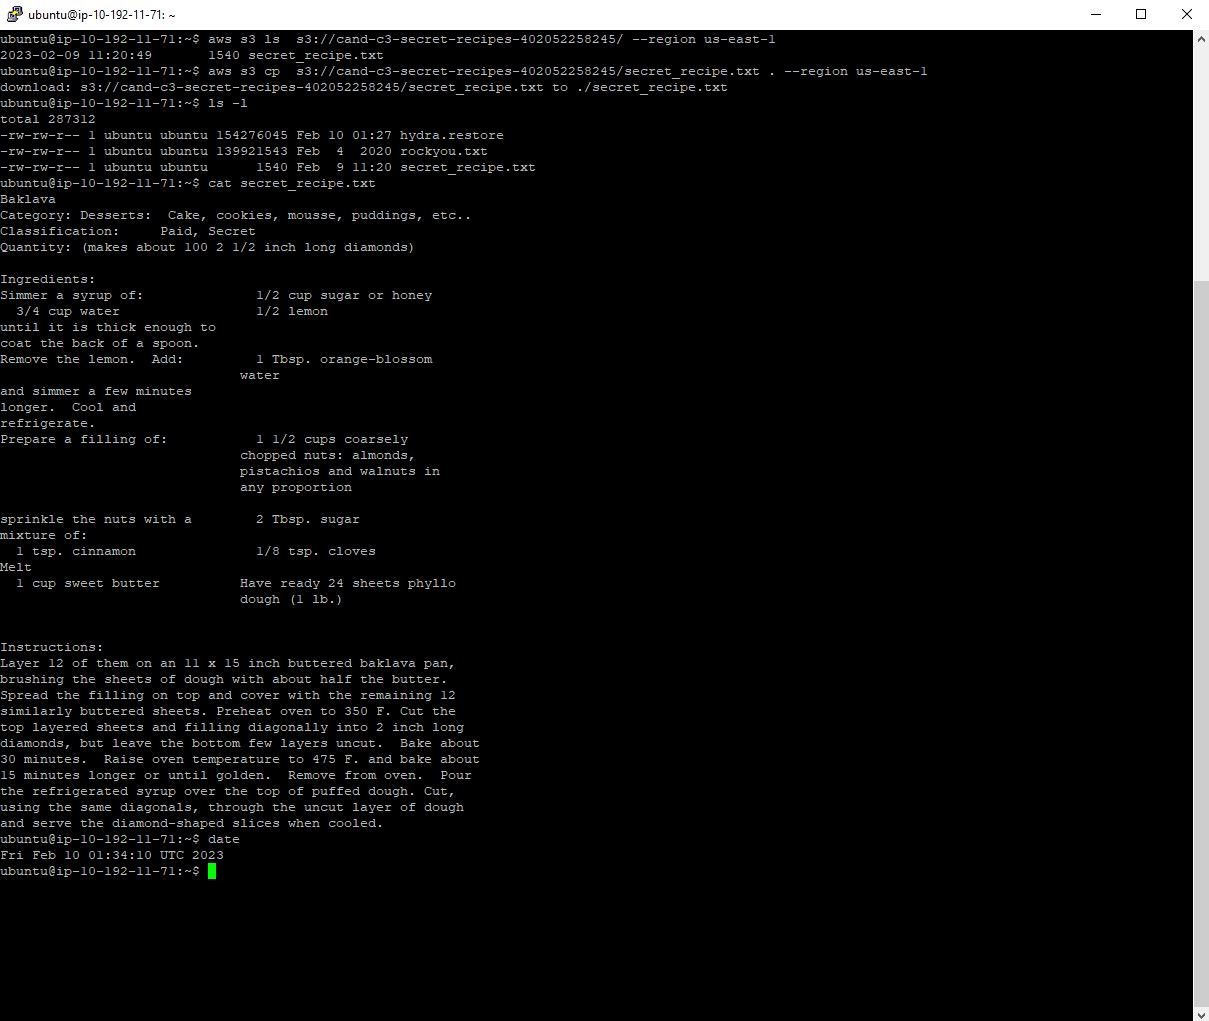 ubuntu@ip-10-192-11-71: ~
ubuntu@ip-10-192-11-71:~$ aws s3 ls  s3://cand-c3-secret-recipes-402052258245/ --region us-east-1
2023-02-09 11:20:49       1540 secret_recipe.txt
ubuntu@ip-10-192-11-71:~$ aws s3 cp  s3://cand-c3-secret-recipes-402052258245/secret_recipe.txt . --region us-east-1
download: s3://cand-c3-secret-recipes-402052258245/secret_recipe.txt to ./secret_recipe.txt
ubuntu@ip-10-192-11-71:~$ ls -l
total 287312
-rw-rw-r-- 1 ubuntu ubuntu 154276045 Feb 10 01:27 hydra.restore
-rw-rw-r-- 1 ubuntu ubuntu 139921543 Feb  4  2020 rockyou.txt
-rw-rw-r-- 1 ubuntu ubuntu      1540 Feb  9 11:20 secret_recipe.txt
ubuntu@ip-10-192-11-71:~$ cat secret_recipe.txt
Baklava
Category: Desserts:  Cake, cookies, mousse, puddings, etc..
Classification:     Paid, Secret
Quantity: (makes about 100 2 1/2 inch long diamonds)
Ingredients:
Simmer a syrup of:              1/2 cup sugar or honey
  3/4 cup water                 1/2 lemon
until it is thick enough to
coat the back of a spoon.
Remove the lemon.  Add:         1 Tbsp. orange-blossom
                              water
and simmer a few minutes
longer.  Cool and
refrigerate.
Prepare a filling of:           1 1/2 cups coarsely
                              chopped nuts: almonds,
                              pistachios and walnuts in
                              any proportion
sprinkle the nuts with a        2 Tbsp. sugar
mixture of:
  1 tsp. cinnamon               1/8 tsp. cloves
Melt
  1 cup sweet butter          Have ready 24 sheets phyllo
                              dough (1 lb.)
Instructions:
Layer 12 of them on an 11 x 15 inch buttered baklava pan,
brushing the sheets of dough with about half the butter.
Spread the filling on top and cover with the remaining 12
similarly buttered sheets. Preheat oven to 350 F. Cut the
top layered sheets and filling diagonally into 2 inch long
diamonds, but leave the bottom few layers uncut.  Bake about
30 minutes.  Raise oven temperature to 475 F. and bake about
15 minutes longer or until golden.  Remove from oven.  Pour
the refrigerated syrup over the top of puffed dough. Cut,
using the same diagonals, through the uncut layer of dough
and serve the diamond-shaped slices when cooled.
ubuntu@ip-10-192-11-71:~$ date
Fri Feb 10 01:34:10 UTC 2023
ubuntu@ip-10-192-11-71:~$